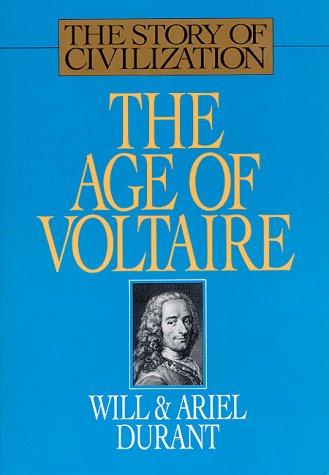 THE STORY OF
CIVILIZATION
THE
AGE OF
VOLTAIRE
WILL & ARIEL
DURANT